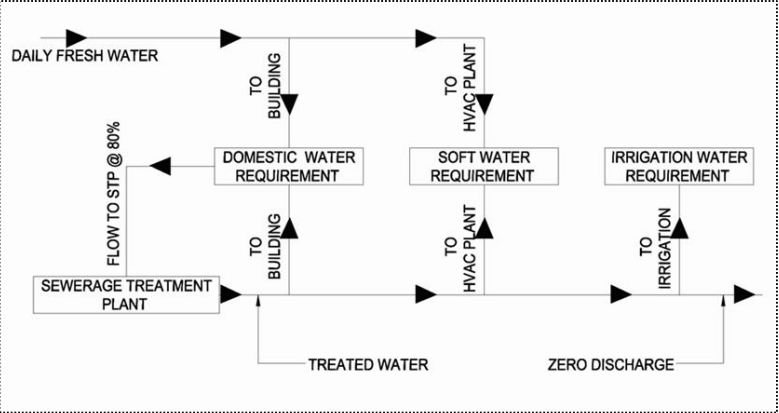 DAILY FRESH WATER
TO
BUILDING
TO
HVAC PLANT
FLOW TO STP @ 80%
DOMESTIC WATER
REQUIREMENT
SOFT WATER
REQUIREMENT
IRRIGATION WATER
REQUIREMENT
TO
BUILDING
TO
HVAC PLANT
TO
IRRIGATION
SEWERAGE TREATMENT
PLANT
TREATED WATER
ZERO DISCHARGE